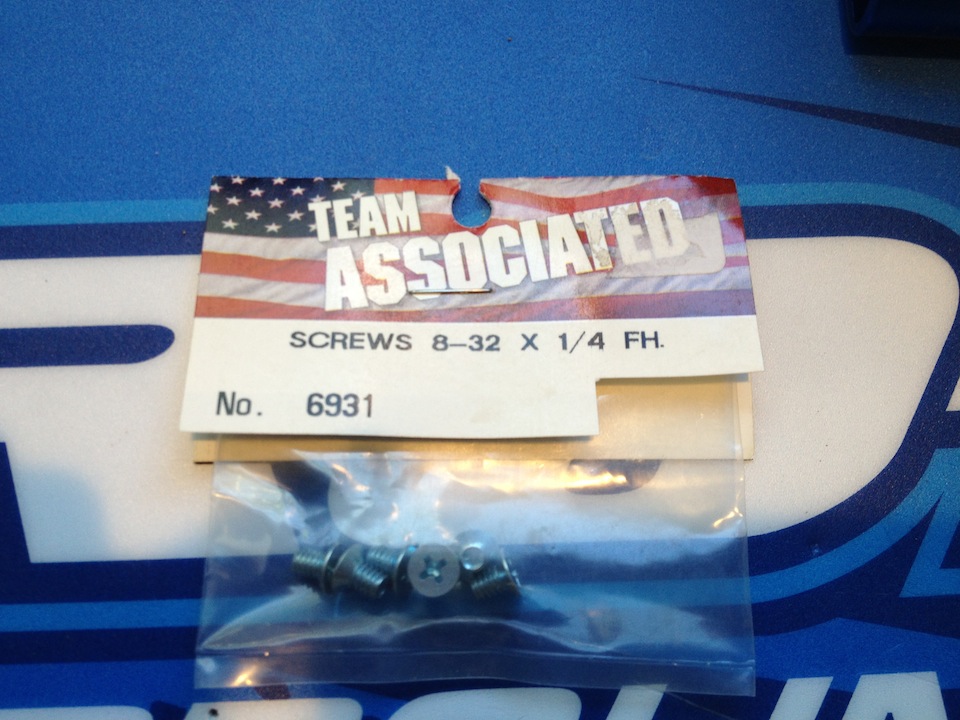 TEAM
ASSOCIATED
SCREWS 8-32 X 1/4 FH.
No. 6931